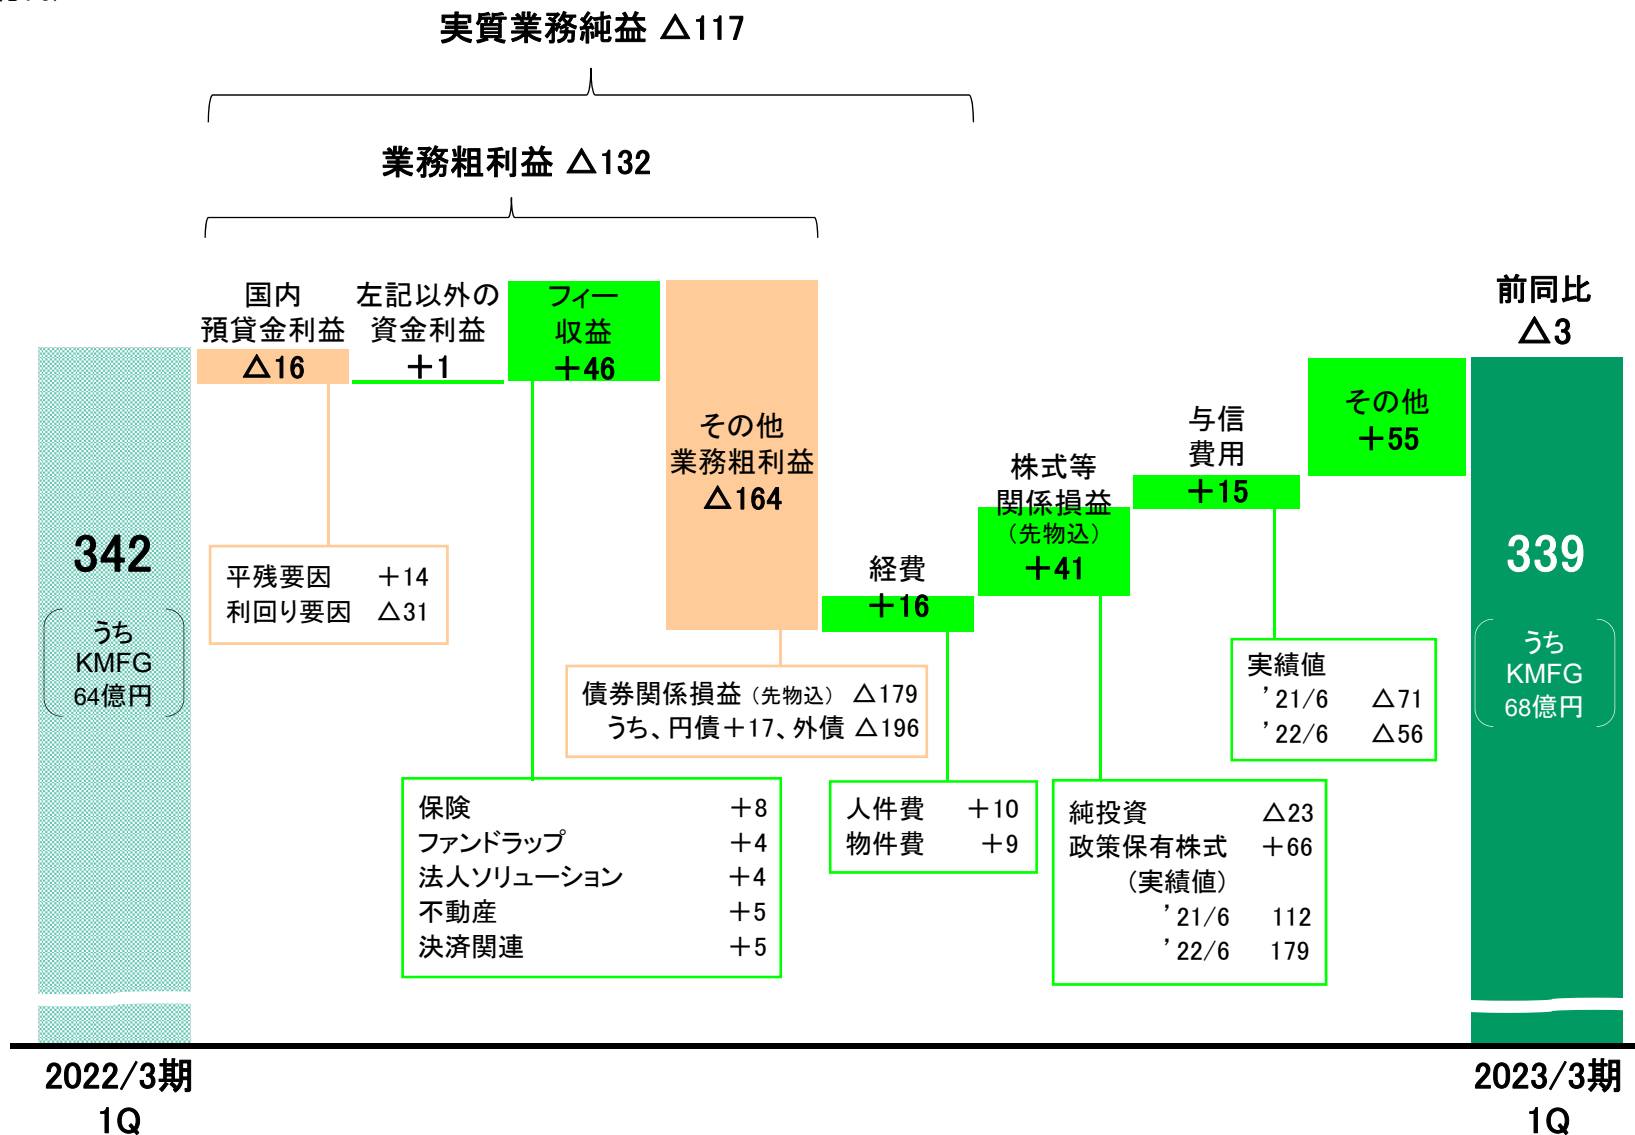 実質業務純益 △117
業務粗利益 △132
国内
預貸金利益
△16
左記以外の
資金利益
＋1
フィー
収益
＋46
その他
業務粗利益
△164
経費
＋16
株式等
関係損益
（先物込）
＋41
与信
費用
＋15
その他
＋55
前同比
△3
342
うち
KMFG
64億円
平残要因 ＋14
利回り要因 △31
債券関係損益（先物込） △179
うち、円債＋17、外債 △196
保険 ＋8
ファンドラップ ＋4
法人ソリューション ＋4
不動産 ＋5
決済関連 ＋5
人件費 ＋10
物件費 ＋9
純投資 △23
政策保有株式 ＋66
（実績値）
’21/6 112
’22/6 179
実績値
’21/6 △71
’22/6 △56
339
うち
KMFG
68億円
2022/3期
1Q
2023/3期
1Q